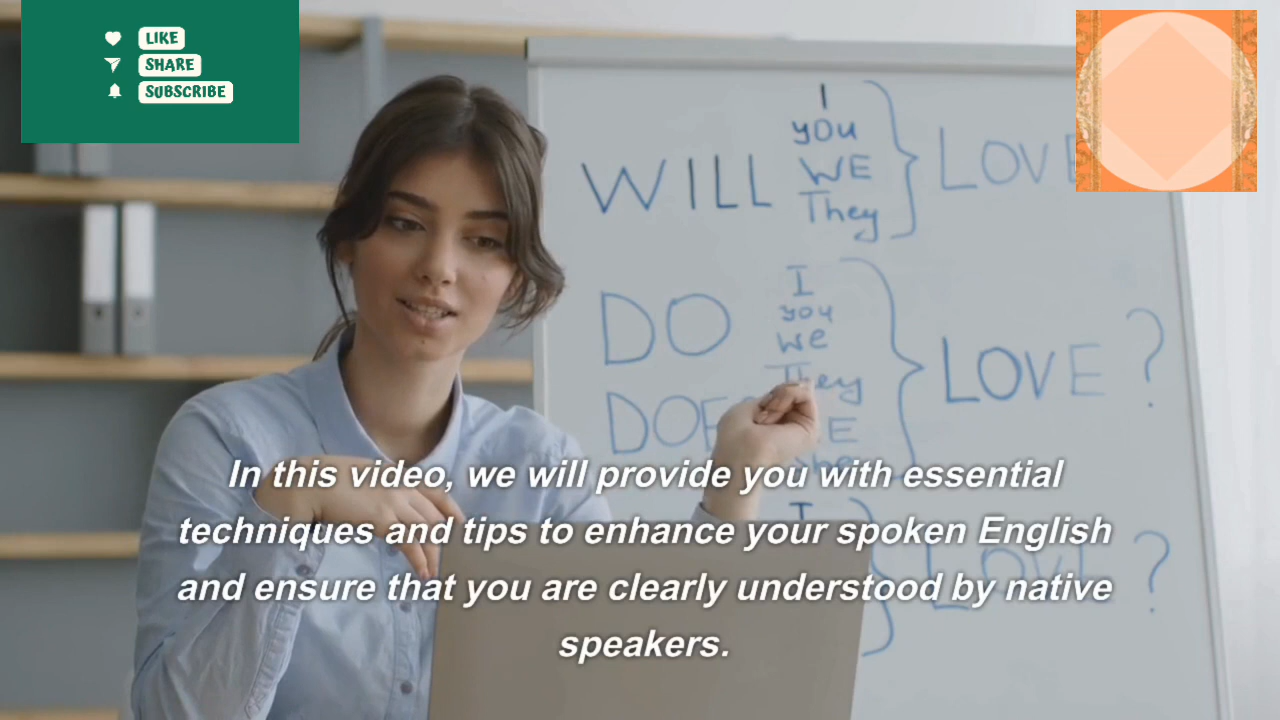 LIKE
SHARE
SUBSCRIBE
I
you
WE
They
WILL
LOVE
I
you
we
They
DO
LOVE ?
DOES
I
LOVE ?
In this video, we will provide you with essential
techniques and tips to enhance your spoken English
and ensure that you are clearly understood by native
speakers.